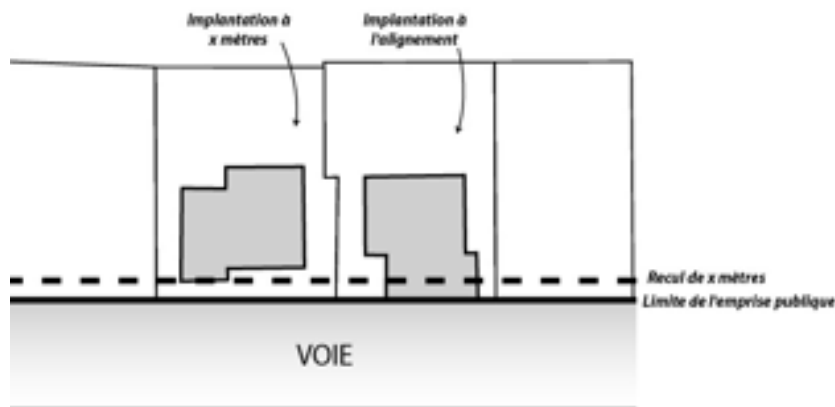 Implantation à
x mètres
Implantation à
l'alignement
Recul de x mètres
Limite de l'emprise publique
VOIE